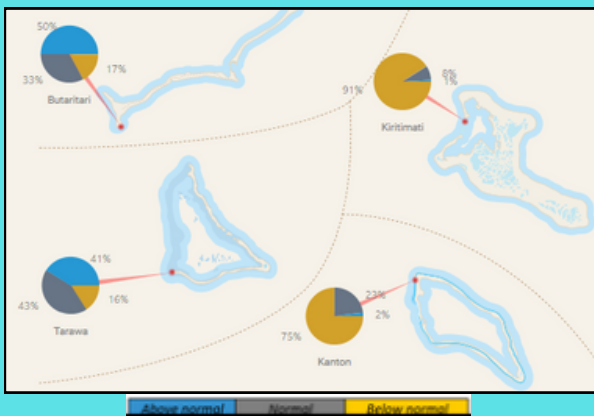 50%
17%
33%
Butaritari
91%
8%
1%
Kiritimati
41%
43%
16%
Tarawa
23%
2%
75%
Kanton
Above normal Normal Below normal